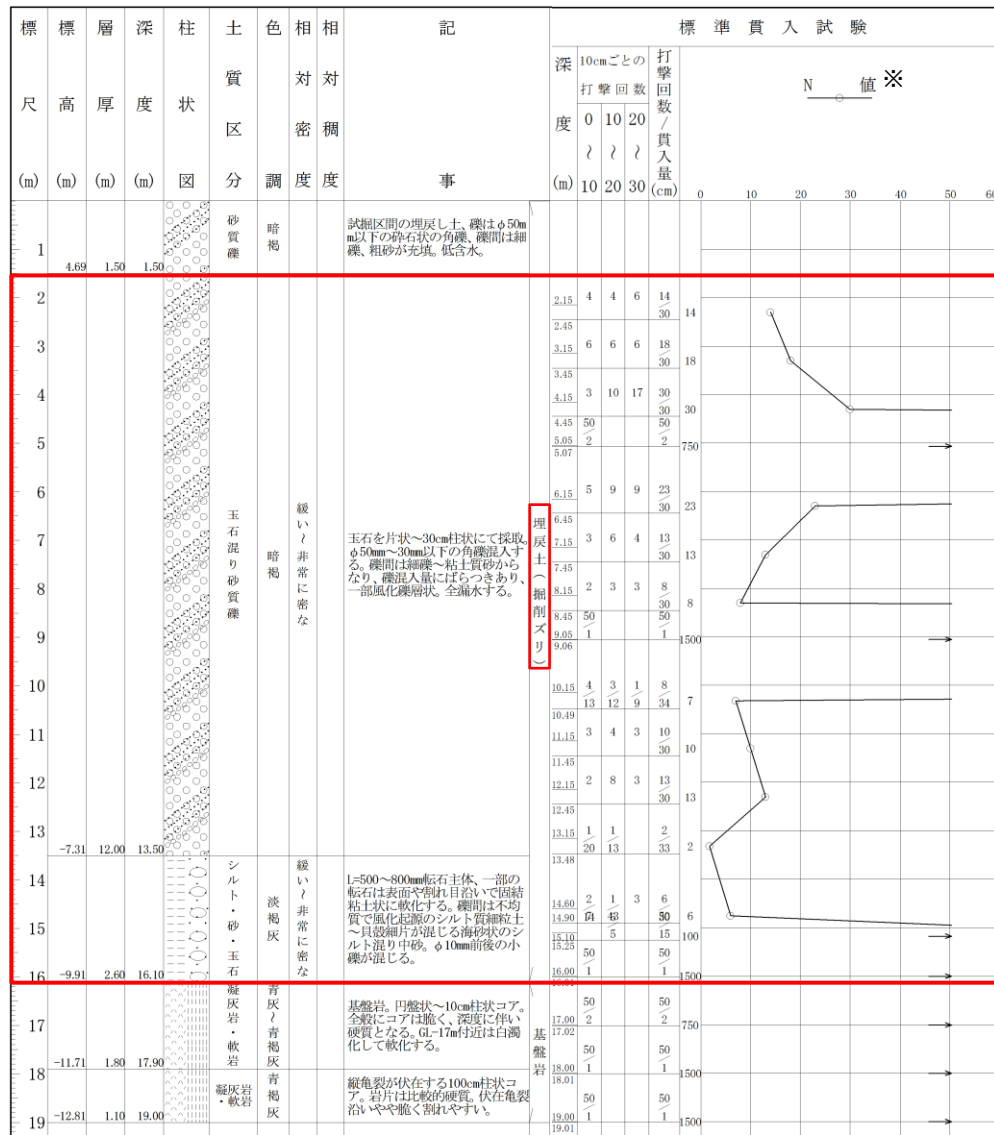 標尺(m)
標高(m)
層厚(m)
深度(m)
柱状図
土質区分
色調
相対密度
相対稠度
記事
標準貫入試験
深度(m)
10cmごとの打撃回数
0〜10
10〜20
20〜30
打撃回数/貫入量(cm)
N 値 ※
0 10 20 30 40 50 60
1
4.69 1.50 1.50
砂質礫
暗褐
試掘区間の埋戻し土、礫はφ50m
m以下の砕石状の角礫、礫間は細
礫、粗砂が充填。低含水。
2
3
4
5
6
7
8
9
10
11
12
13
-7.31 12.00 13.50
玉石混り砂質礫
暗褐
緩い〜非常に密な
玉石を片状〜30cm柱状にて採取。
φ50mm〜30mm以下の角礫混入す
る。礫間は細礫〜粘土質砂から
なり、礫混入量にばらつきあり、
一部風化礫層状。全漏水する。
埋戻土(掘削ズリ)
2.15 4 4 6 14/30 14
2.45
3.15 6 6 6 18/30 18
3.45
4.15 3 10 17 30/30 30
4.45
5.05 50/2 50/2 750
5.07
6.15 5 9 9 23/30 23
6.45
7.15 3 6 4 13/30 13
7.45
8.15 2 3 3 8/30 8
8.45
9.05 50/1 50/1 1500
9.06
10.15 4/13 3/12 1/9 8/34 7
10.49
11.15 3 4 3 10/30 10
11.45
12.15 2 8 3 13/30 13
12.45
13.15 1/20 1/13 2/33 2
13.48
14
15
16
-9.91 2.60 16.10
シルト・砂・玉石
淡褐灰
緩い〜非常に密な
L=500〜800mm転石主体、一部の
転石は表面や割れ目沿いで固結
粘土状に軟化する。礫間は不均
質で風化起源のシルト質細粒土
〜貝殻細片が混じる海砂状のシ
ルト混り中砂。φ10mm前後の小
礫が混じる。
14.60 2 1 3 6 6
14.90
15.10 5 50/15 100
15.25
16.00 50/1 50/1 1500
17
-11.71 1.80 17.90
凝灰岩・軟岩
青灰〜青褐灰
基盤岩。円盤状〜10cm柱状コア。
全般にコアは脆く、深度に伴い
硬質となる。GL-17m付近は白濁
化して軟化する。
基盤岩
17.00 50/2 50/2 750
17.02
18.00 50/1 50/1 1500
18.01
18
19
-12.81 1.10 19.00
凝灰岩・軟岩
青褐灰
縦亀裂が伏在する100cm柱状コ
ア。岩片は比較的硬質。伏在亀裂
沿いやや脆く割れやすい。
19.00 50/1 50/1 1500
19.01